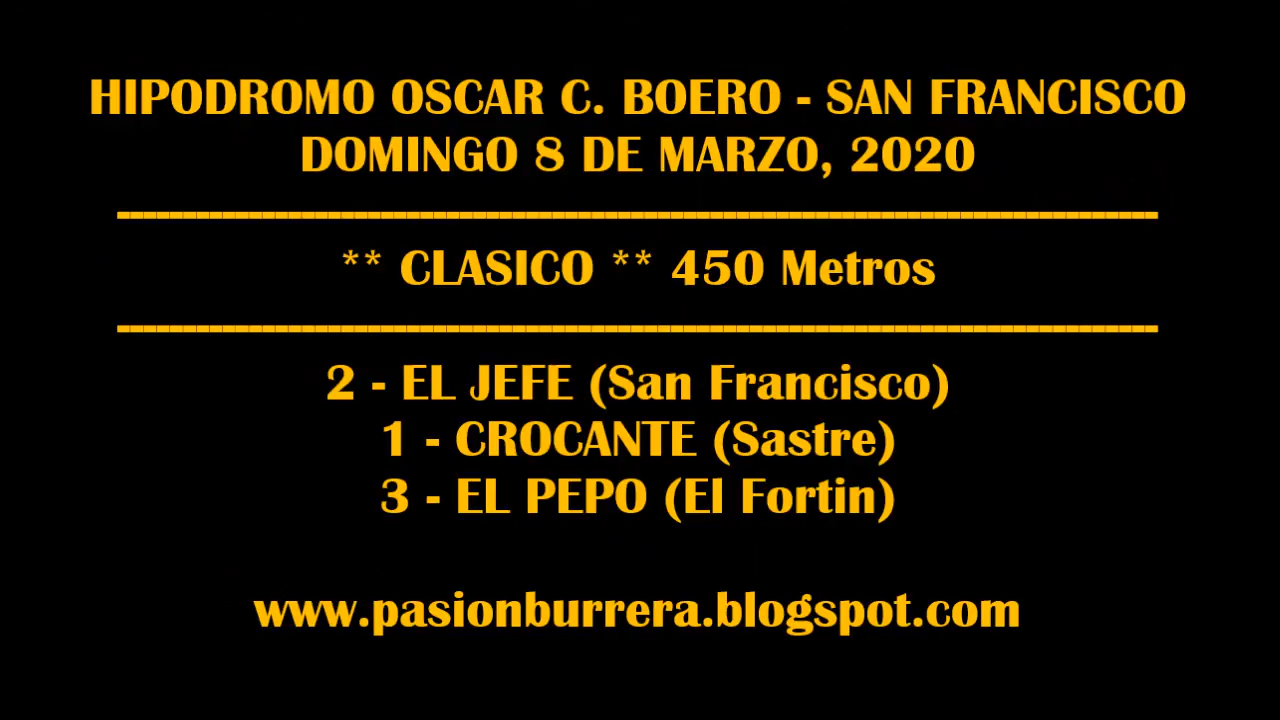 HIPODROMO OSCAR C. BOERO - SAN FRANCISCO
DOMINGO 8 DE MARZO, 2020
--------------------------------------------------------------------------------
** CLASICO ** 450 Metros
--------------------------------------------------------------------------------
2 - EL JEFE (San Francisco)
1 - CROCANTE (Sastre)
3 - EL PEPO (El Fortin)
www.pasionburrera.blogspot.com